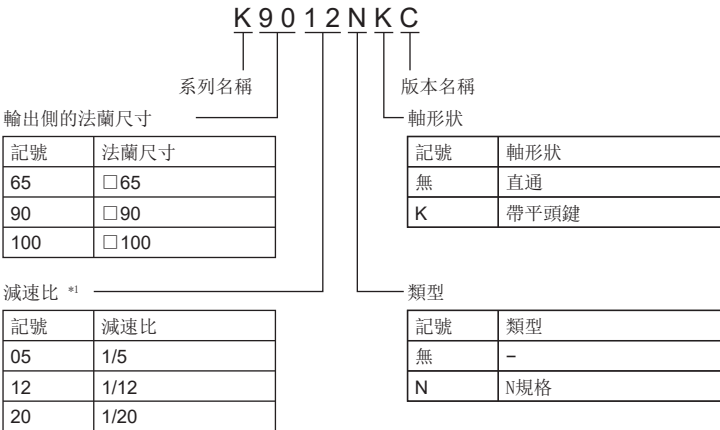 K9012NKC
系列名稱
版本名稱
輸出側的法蘭尺寸
記號 法蘭尺寸
65 □65
90 □90
100 □100
軸形狀
記號 軸形狀
無 直通
K 帶平頭鍵
減速比 *1
記號 減速比
05 1/5
12 1/12
20 1/20
類型
記號 類型
無 −
N N規格